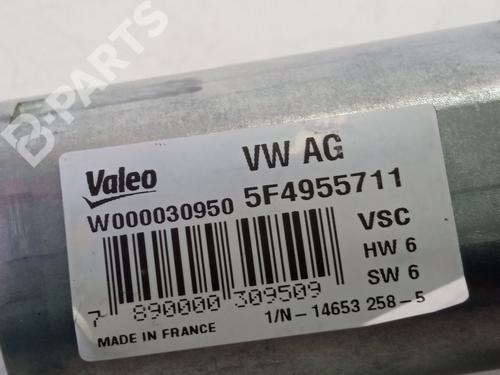 B-PARTS
Valeo
VW AG
W000030950 5F4955711
VSC
HW 6
SW 6
7 890000 309509
MADE IN FRANCE
1/N-14653 258-5